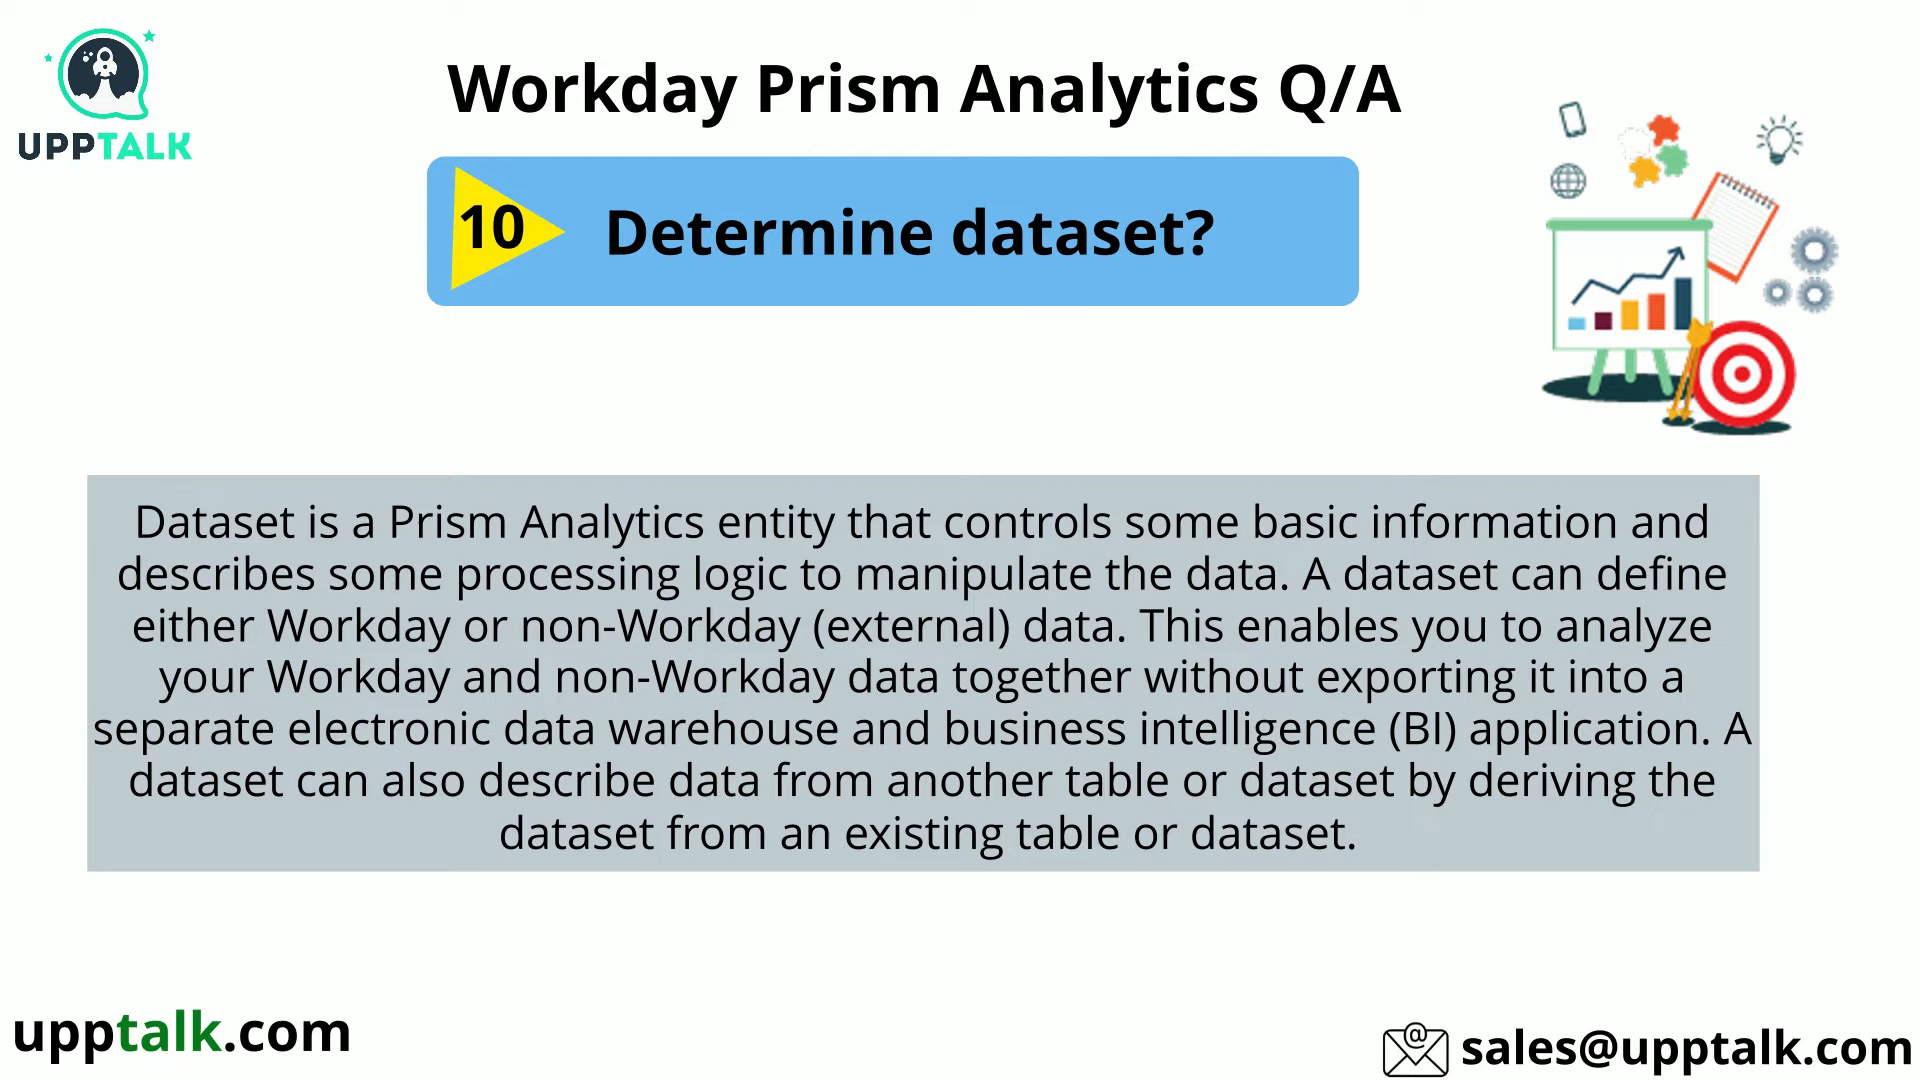 UPPTALK
Workday Prism Analytics Q/A
10 Determine dataset?
Dataset is a Prism Analytics entity that controls some basic information and
describes some processing logic to manipulate the data. A dataset can define
either Workday or non-Workday (external) data. This enables you to analyze
your Workday and non-Workday data together without exporting it into a
separate electronic data warehouse and business intelligence (BI) application. A
dataset can also describe data from another table or dataset by deriving the
dataset from an existing table or dataset.
upptalk.com
@ sales@upptalk.com